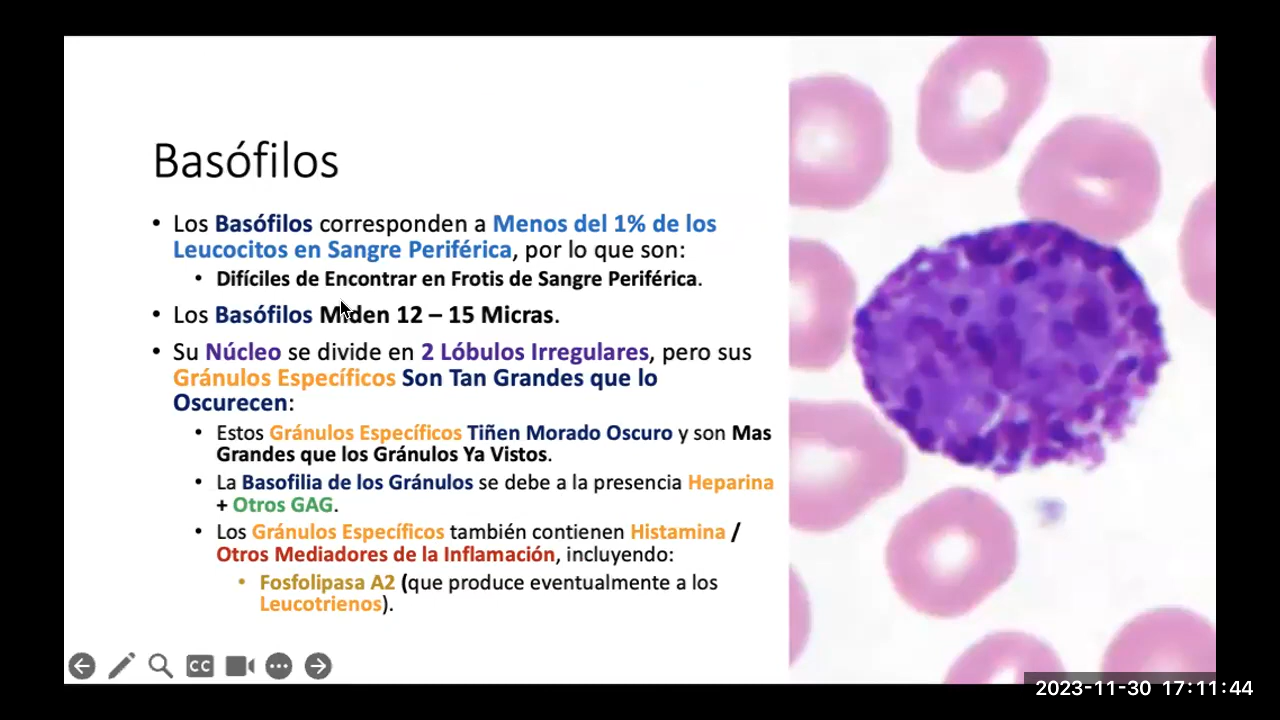 Basófilos
• Los Basófilos corresponden a Menos del 1% de los
Leucocitos en Sangre Periférica, por lo que son:
• Difíciles de Encontrar en Frotis de Sangre Periférica.
• Los Basófilos Miden 12 – 15 Micras.
• Su Núcleo se divide en 2 Lóbulos Irregulares, pero sus
Gránulos Específicos Son Tan Grandes que lo
Oscurecen:
• Estos Gránulos Específicos Tiñen Morado Oscuro y son Mas
Grandes que los Gránulos Ya Vistos.
• La Basofilia de los Gránulos se debe a la presencia Heparina
+ Otros GAG.
• Los Gránulos Específicos también contienen Histamina /
Otros Mediadores de la Inflamación, incluyendo:
• Fosfolipasa A2 (que produce eventualmente a los
Leucotrienos).
CC
2023-11-30 17:11:44